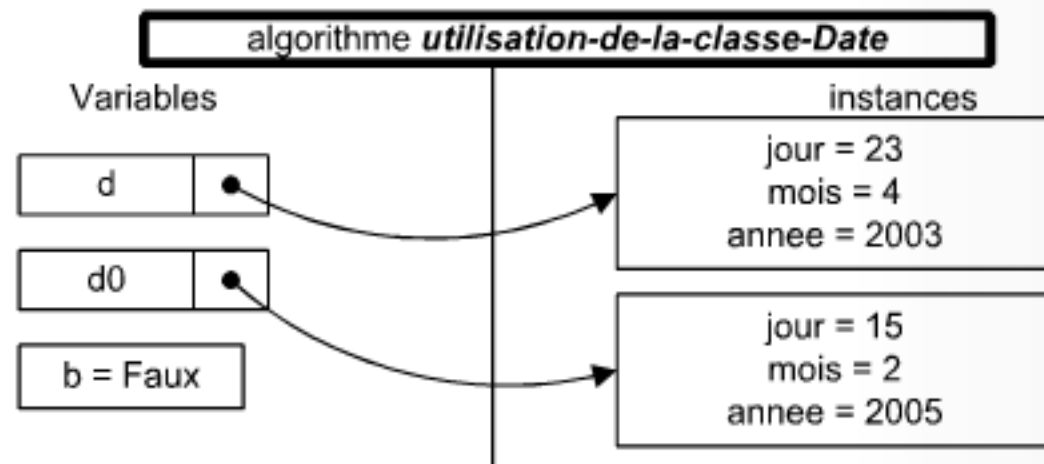 algorithme utilisation-de-la-classe-Date
Variables
instances
d
jour = 23
mois = 4
annee = 2003
d0
jour = 15
mois = 2
annee = 2005
b = Faux